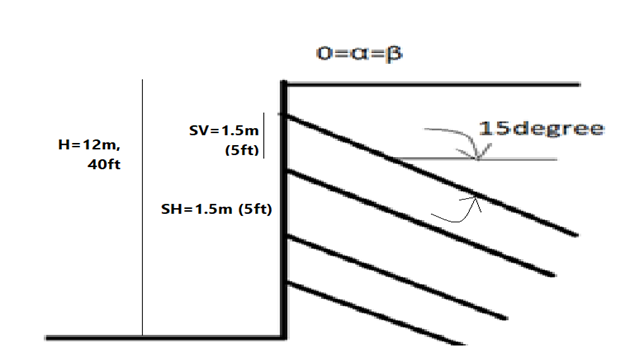 0=α=β
15degree
SV=1.5m
(5ft)
H=12m,
40ft
SH=1.5m (5ft)